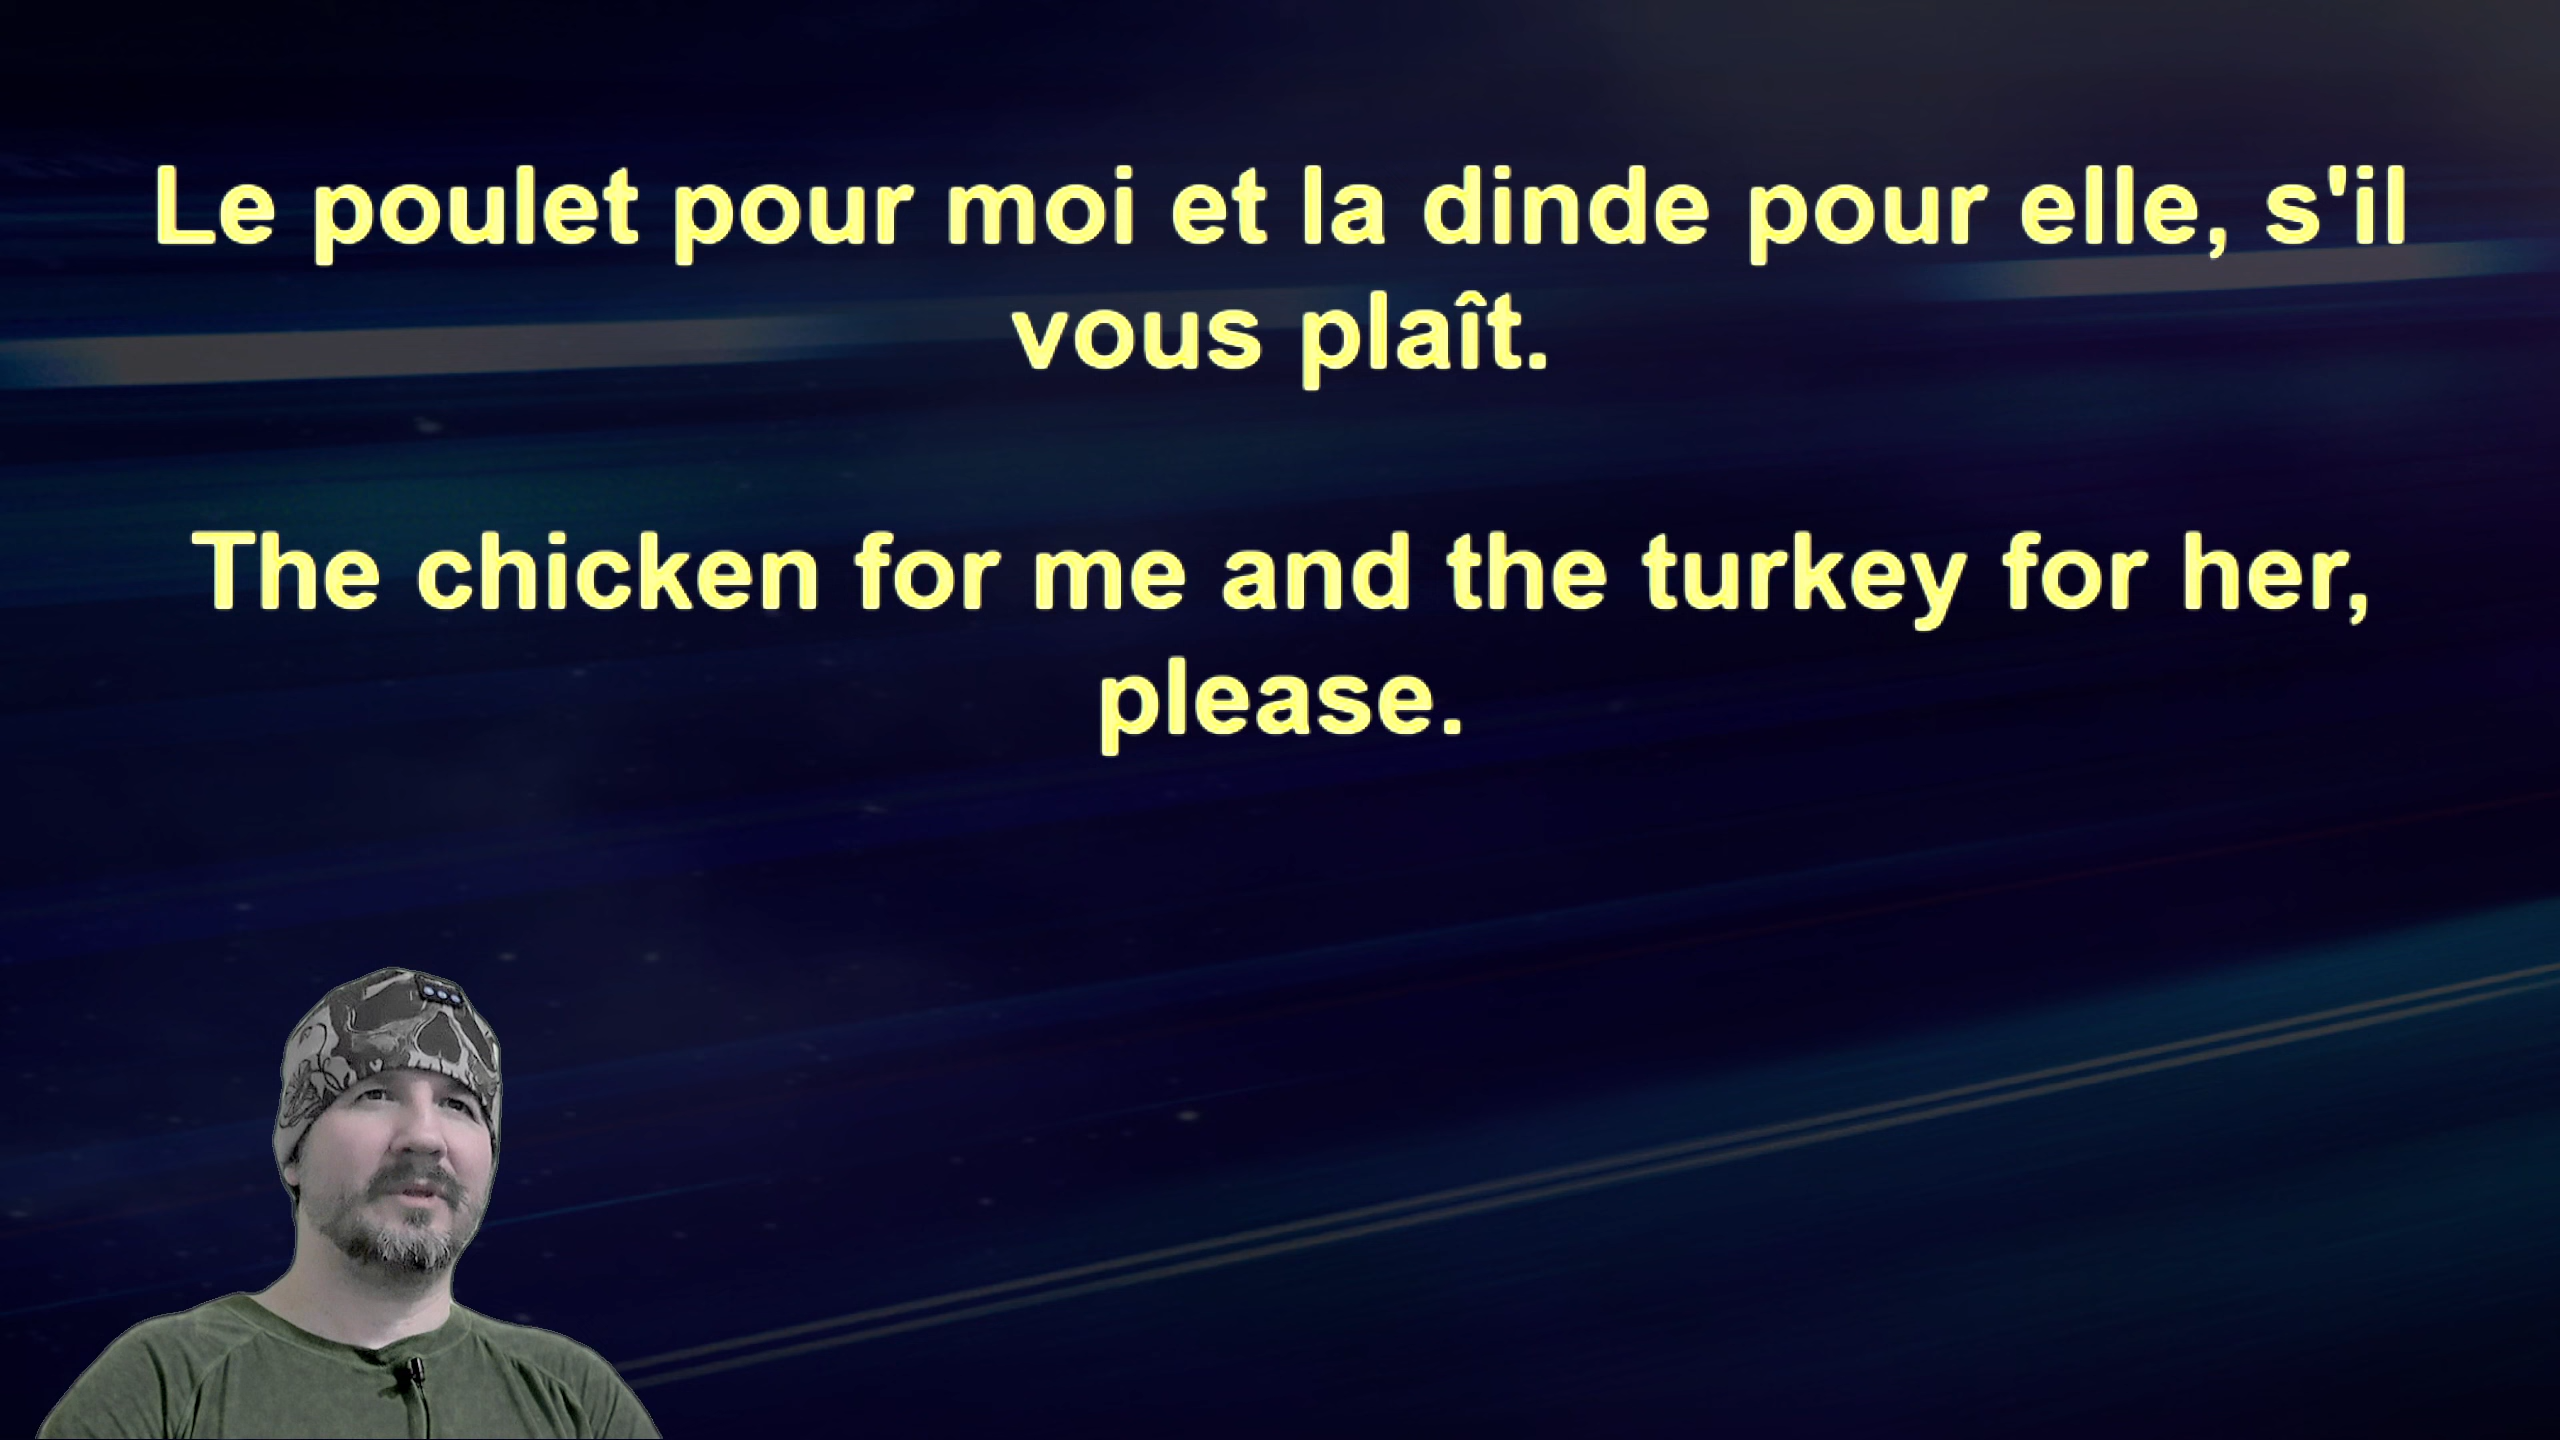 Le poulet pour moi et la dinde pour elle, s'il
vous plaît.
The chicken for me and the turkey for her,
please.